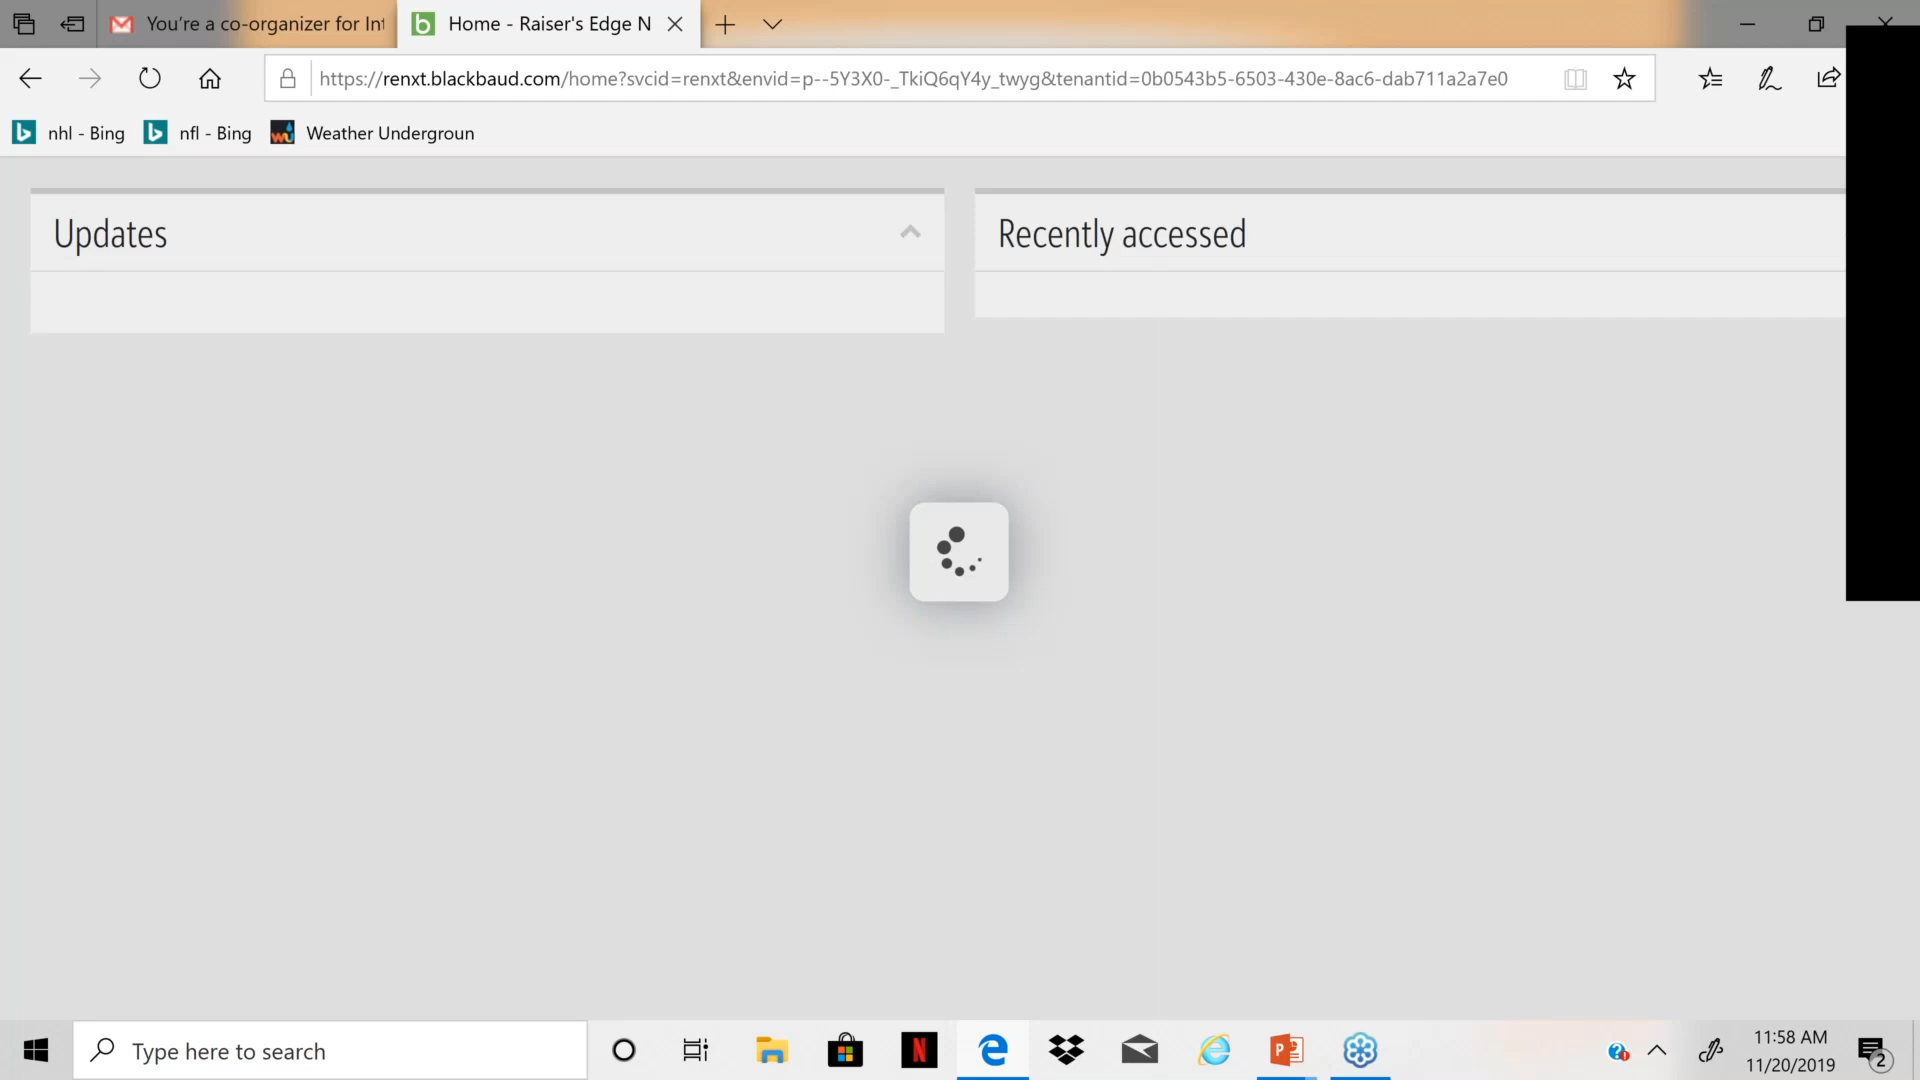 You're a co-organizer for Int
Home - Raiser's Edge N
https://renxt.blackbaud.com/home?svcid=renxt&envid=p--5Y3X0-_TkiQ6qY4y_twyg&tenantid=0b0543b5-6503-430e-8ac6-dab711a2a7e0
nhl - Bing
nfl - Bing
Weather Undergroun
Updates
Recently accessed
Type here to search
11:58 AM
11/20/2019
2